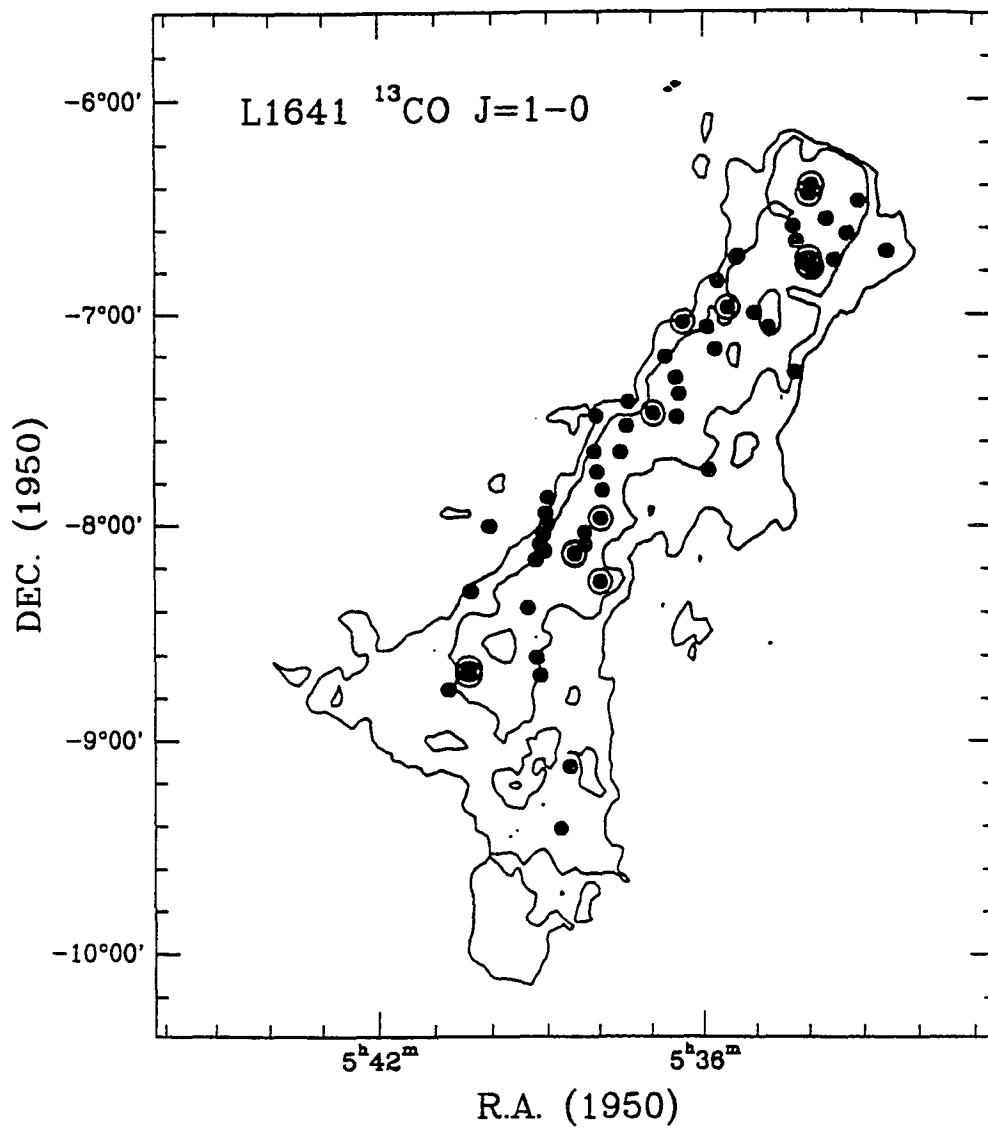 L1641 ¹³CO J=1-0
-6°00'
-7°00'
-8°00'
-9°00'
-10°00'
DEC. (1950)
5ʰ42ᵐ
5ʰ36ᵐ
R.A. (1950)